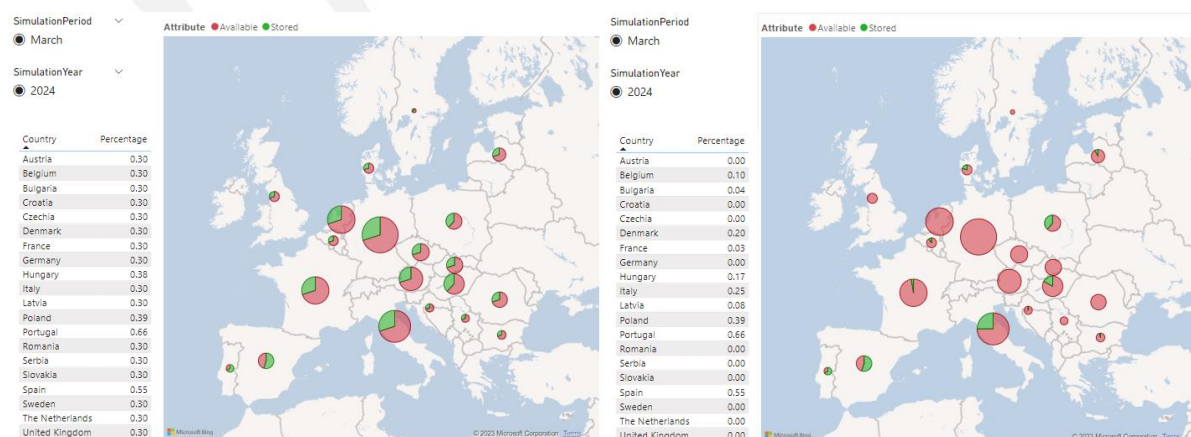 SimulationPeriod
March
SimulationYear
2024
Country Percentage
Austria 0.30
Belgium 0.30
Bulgaria 0.30
Croatia 0.30
Czechia 0.30
Denmark 0.30
France 0.30
Germany 0.30
Hungary 0.38
Italy 0.30
Latvia 0.30
Poland 0.39
Portugal 0.66
Romania 0.30
Serbia 0.30
Slovakia 0.30
Spain 0.55
Sweden 0.30
The Netherlands 0.30
United Kingdom 0.30
Attribute Available Stored
Microsoft Bing
© 2023 Microsoft Corporation Terms
SimulationPeriod
March
SimulationYear
2024
Country Percentage
Austria 0.00
Belgium 0.10
Bulgaria 0.04
Croatia 0.00
Czechia 0.00
Denmark 0.20
France 0.03
Germany 0.00
Hungary 0.17
Italy 0.25
Latvia 0.08
Poland 0.39
Portugal 0.66
Romania 0.00
Serbia 0.00
Slovakia 0.00
Spain 0.55
Sweden 0.00
The Netherlands 0.00
United Kingdom 0.00
Attribute Available Stored
Microsoft Bing
© 2023 Microsoft Corporation Terms